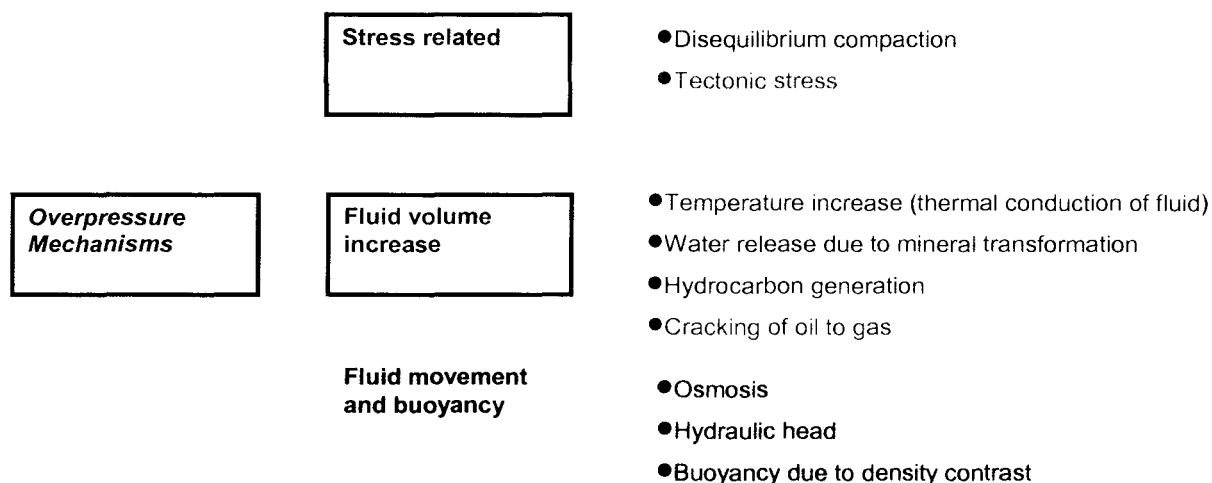 Stress related
●Disequilibrium compaction
●Tectonic stress
Overpressure
Mechanisms
Fluid volume
increase
●Temperature increase (thermal conduction of fluid)
●Water release due to mineral transformation
●Hydrocarbon generation
●Cracking of oil to gas
Fluid movement
and buoyancy
●Osmosis
●Hydraulic head
●Buoyancy due to density contrast